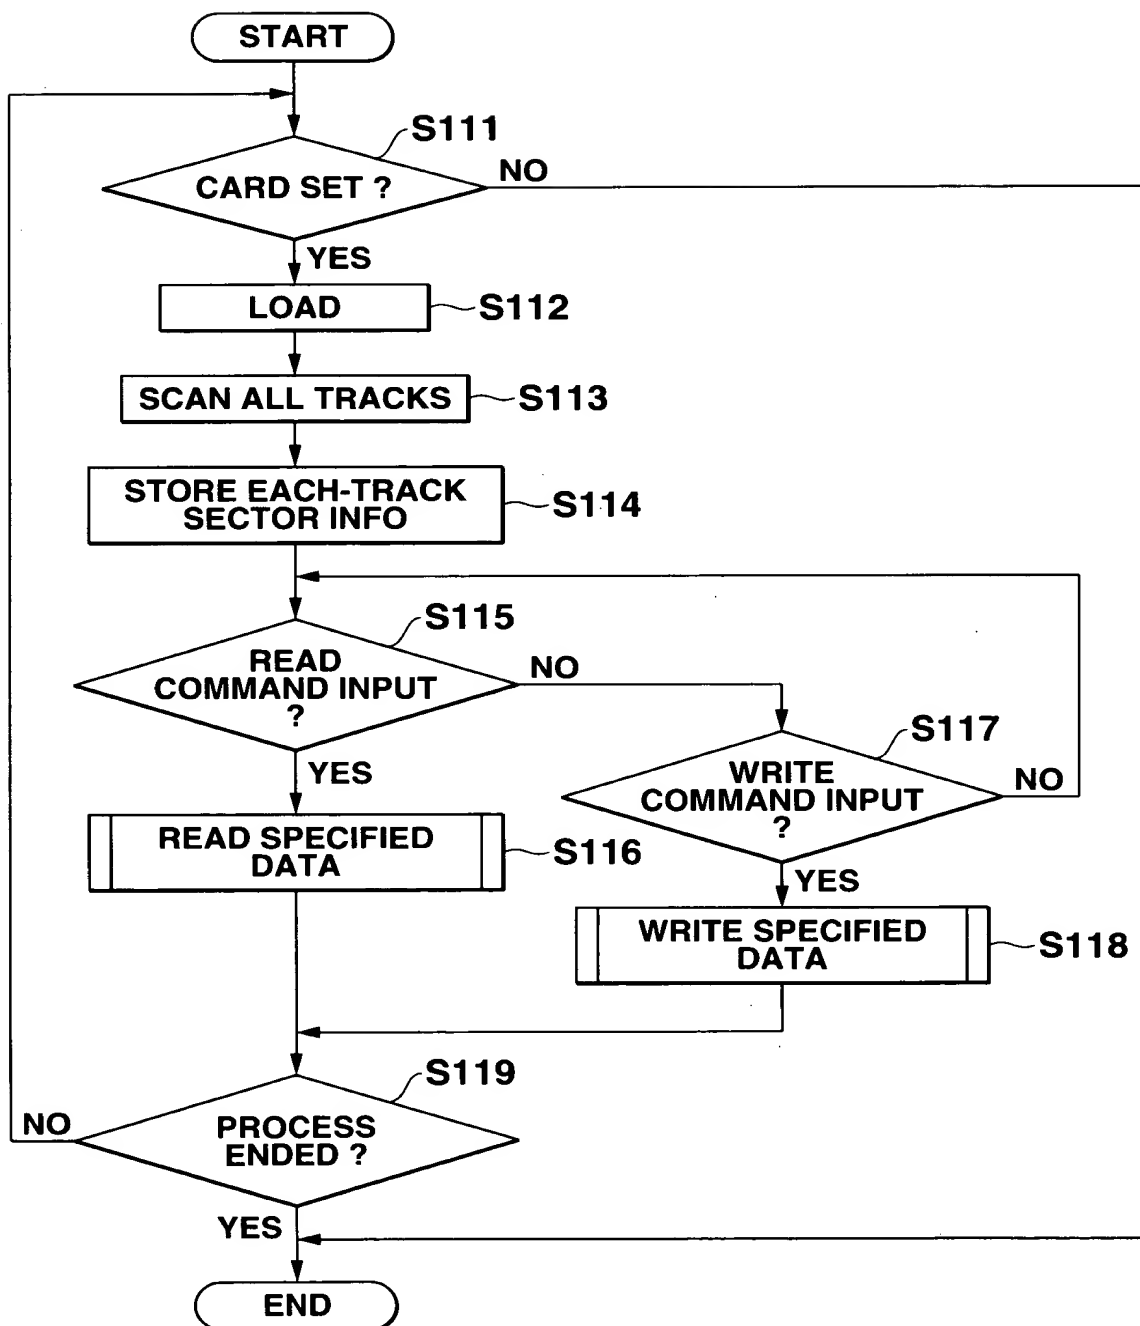 START
S111
CARD SET ?
NO
YES
LOAD
S112
SCAN ALL TRACKS
S113
STORE EACH-TRACK
SECTOR INFO
S114
S115
READ
COMMAND INPUT
?
NO
YES
S117
WRITE
COMMAND INPUT
?
NO
YES
READ SPECIFIED
DATA
S116
WRITE SPECIFIED
DATA
S118
S119
PROCESS
ENDED ?
NO
YES
END